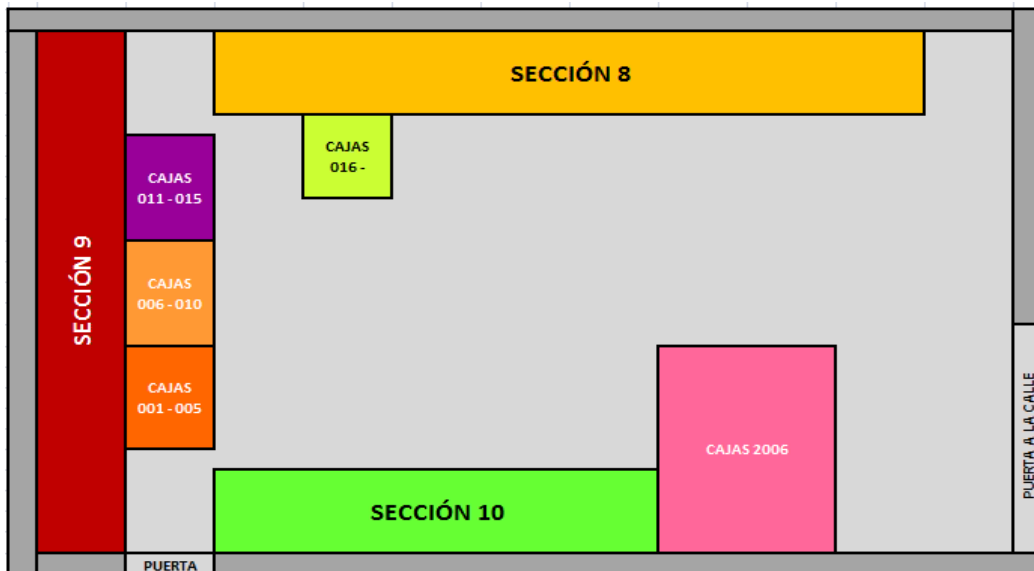 SECCIÓN 8
CAJAS
016 -
CAJAS
011 - 015
SECCIÓN 9
CAJAS
006 - 010
CAJAS
001 - 005
CAJAS 2006
PUERTA A LA CALLE
SECCIÓN 10
PUERTA